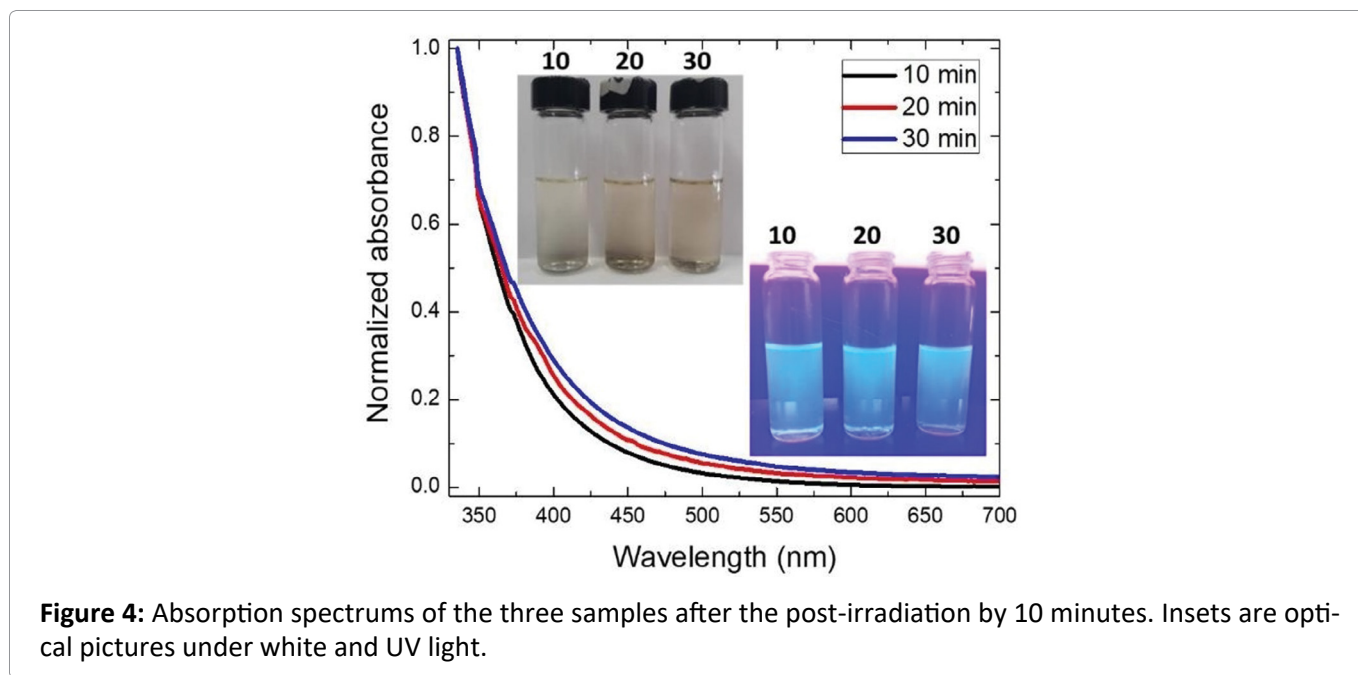 10 20 30
10 min
20 min
30 min
10 20 30
Normalized absorbance
1.0
0.8
0.6
0.4
0.2
0.0
350 400 450 500 550 600 650 700
Wavelength (nm)
Figure 4: Absorption spectrums of the three samples after the post-irradiation by 10 minutes. Insets are opti-
cal pictures under white and UV light.